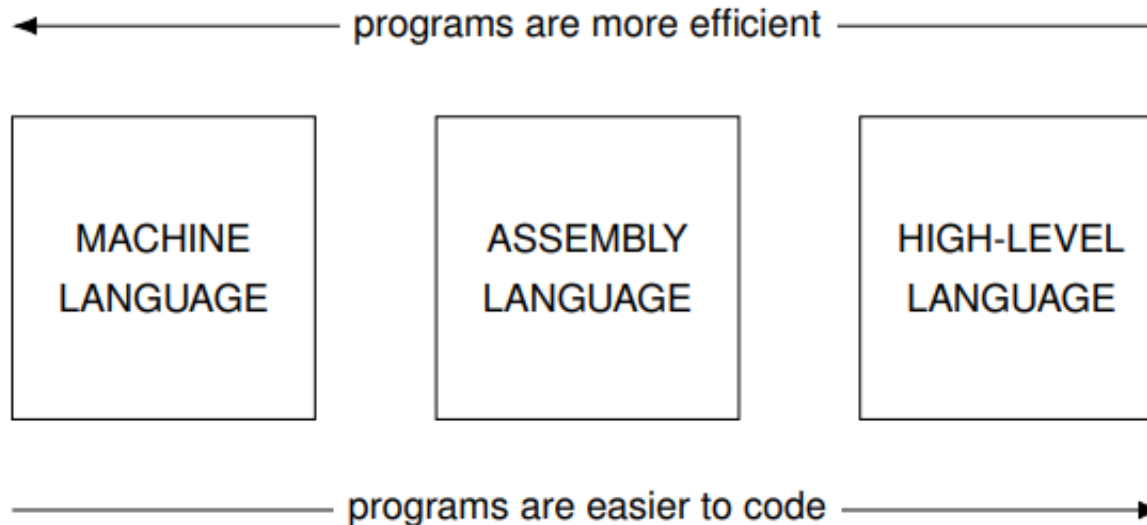 programs are more efficient
MACHINE
LANGUAGE
ASSEMBLY
LANGUAGE
HIGH-LEVEL
LANGUAGE
programs are easier to code